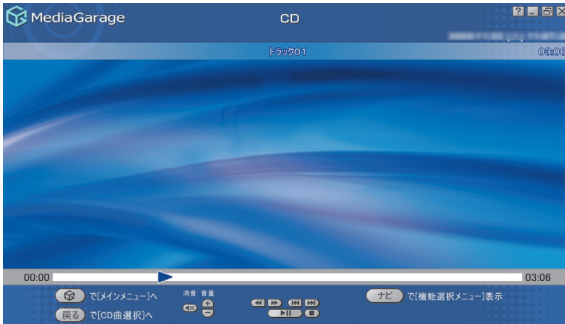 MediaGarage
CD
トラック01
03:06
00:00
03:06
で[メインメニュー]へ
消音 音量
ナビ で[機能選択メニュー]表示
戻る で[CD曲選択]へ